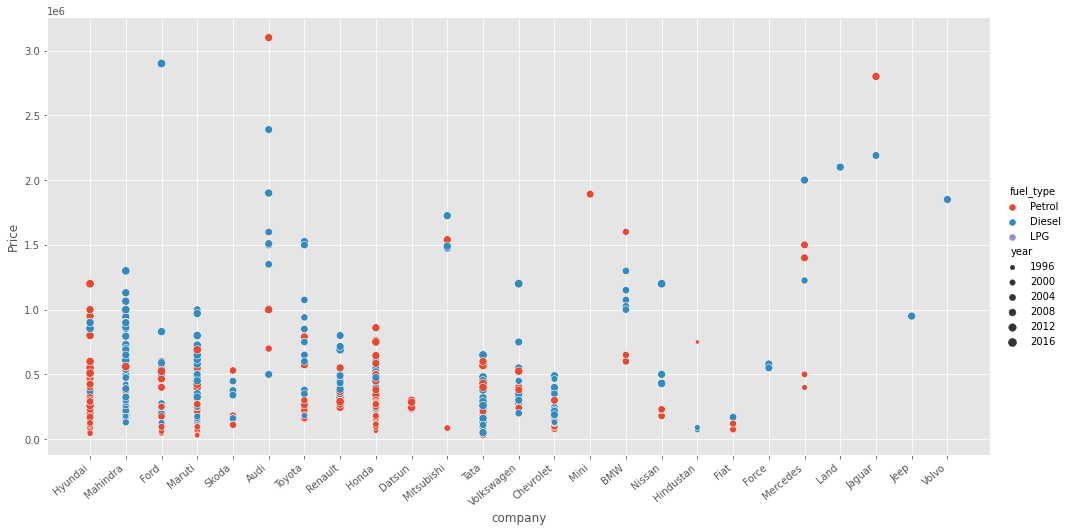 1e6
3.0
2.5
2.0
1.5
1.0
0.5
0.0
Price
Hyundai
Mahindra
Ford
Maruti
Skoda
Audi
Toyota
Renault
Honda
Datsun
Mitsubishi
Tata
Volkswagen
Chevrolet
Mini
BMW
Nissan
Hindustan
Fiat
Force
Mercedes
Land
Jaguar
Jeep
Volvo
company
fuel_type
Petrol
Diesel
LPG
year
1996
2000
2004
2008
2012
2016